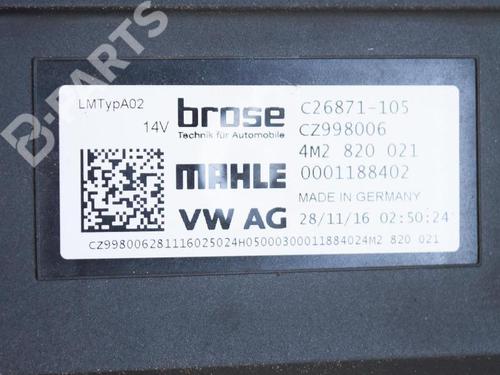 B-PARTS
LMTypA02
14V
brose
Technik für Automobile
MAHLE
VW AG
C26871-105
CZ998006
4M2 820 021
0001188402
MADE IN GERMANY
28/11/16 02:50:24
CZ998006281116025024H05000300011884024M2 820 021